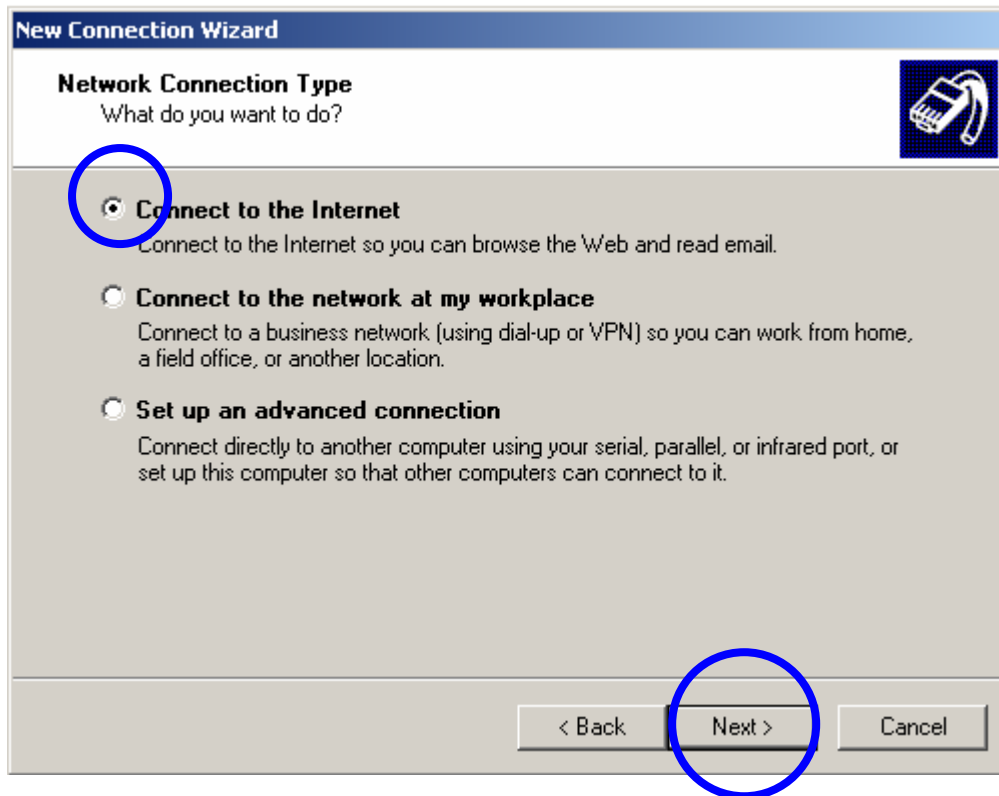 New Connection Wizard
Network Connection Type
What do you want to do?
Connect to the Internet
Connect to the Internet so you can browse the Web and read email.
Connect to the network at my workplace
Connect to a business network (using dial-up or VPN) so you can work from home,
a field office, or another location.
Set up an advanced connection
Connect directly to another computer using your serial, parallel, or infrared port, or
set up this computer so that other computers can connect to it.
< Back Next > Cancel